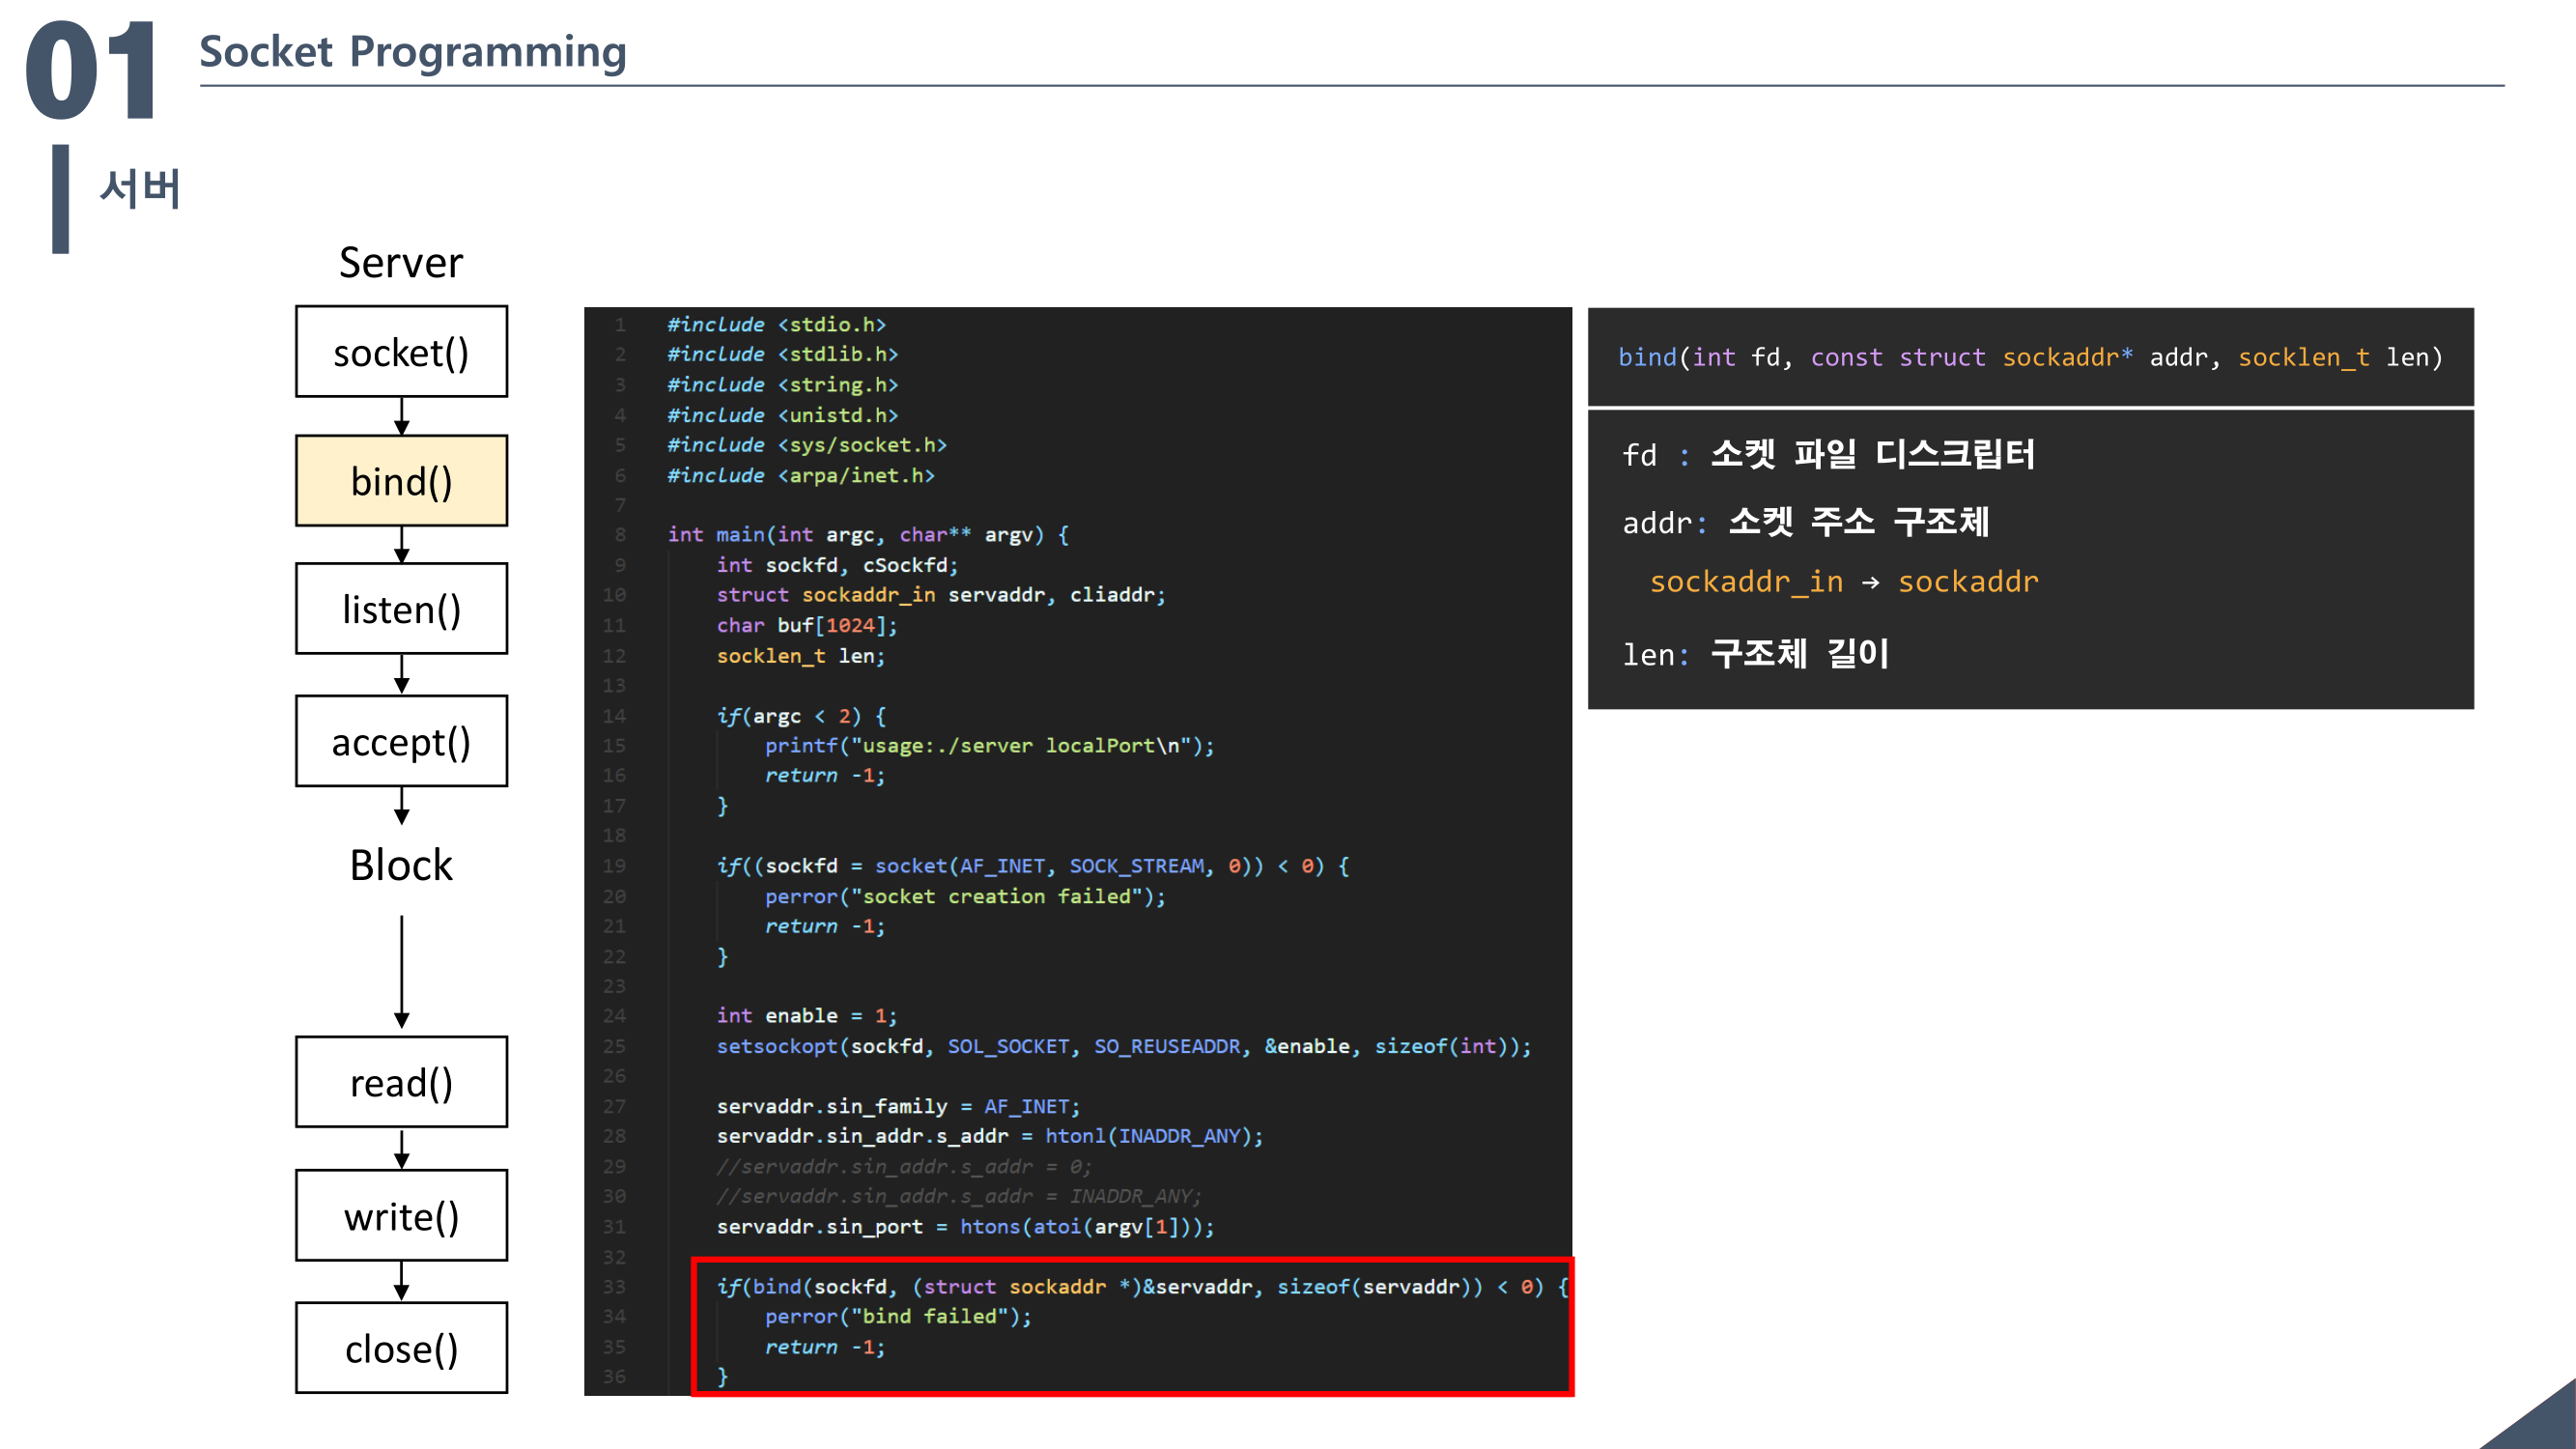 01
Socket Programming
서버
Server
socket()
bind()
listen()
accept()
Block
read()
write()
close()
1 #include <stdio.h>
2 #include <stdlib.h>
3 #include <string.h>
4 #include <unistd.h>
5 #include <sys/socket.h>
6 #include <arpa/inet.h>
7
8 int main(int argc, char** argv) {
9 int sockfd, cSockfd;
10 struct sockaddr_in servaddr, cliaddr;
11 char buf[1024];
12 socklen_t len;
13
14 if(argc < 2) {
15 printf("usage:./server localPort\n");
16 return -1;
17 }
18
19 if((sockfd = socket(AF_INET, SOCK_STREAM, 0)) < 0) {
20 perror("socket creation failed");
21 return -1;
22 }
23
24 int enable = 1;
25 setsockopt(sockfd, SOL_SOCKET, SO_REUSEADDR, &enable, sizeof(int));
26
27 servaddr.sin_family = AF_INET;
28 servaddr.sin_addr.s_addr = htonl(INADDR_ANY);
29 //servaddr.sin_addr.s_addr = 0;
30 //servaddr.sin_addr.s_addr = INADDR_ANY;
31 servaddr.sin_port = htons(atoi(argv[1]));
32
33 if(bind(sockfd, (struct sockaddr *)&servaddr, sizeof(servaddr)) < 0) {
34 perror("bind failed");
35 return -1;
36 }
bind(int fd, const struct sockaddr* addr, socklen_t len)
fd : 소켓 파일 디스크립터
addr: 소켓 주소 구조체
sockaddr_in → sockaddr
len: 구조체 길이